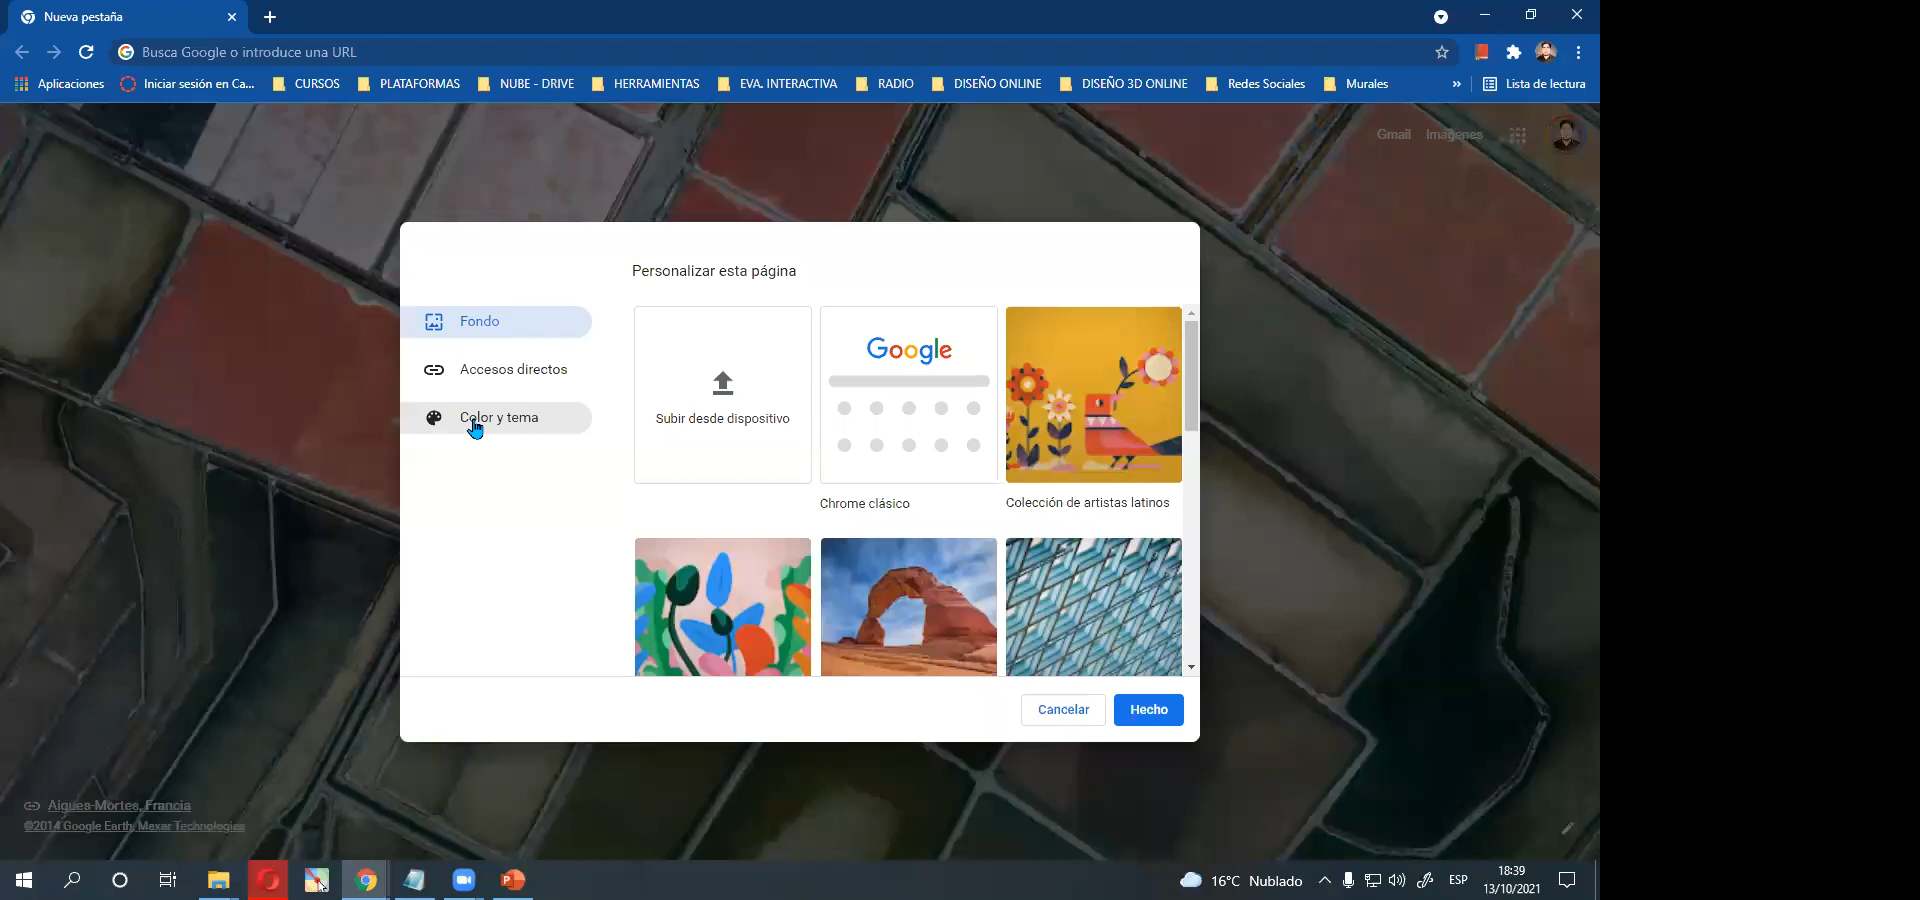 Nueva pestaña
Busca Google o introduce una URL
Aplicaciones Iniciar sesión en Ca... CURSOS PLATAFORMAS NUBE - DRIVE HERRAMIENTAS EVA. INTERACTIVA RADIO DISEÑO ONLINE DISEÑO 3D ONLINE Redes Sociales Murales » Lista de lectura
Gmail Imágenes
Personalizar esta página
Fondo
Accesos directos
Color y tema
Subir desde dispositivo
Google
Chrome clásico
Colección de artistas latinos
Cancelar
Hecho
Aigues-Mortes, Francia
©2014 Google Earth, Maxar Technologies
16°C Nublado
ESP
18:39
13/10/2021